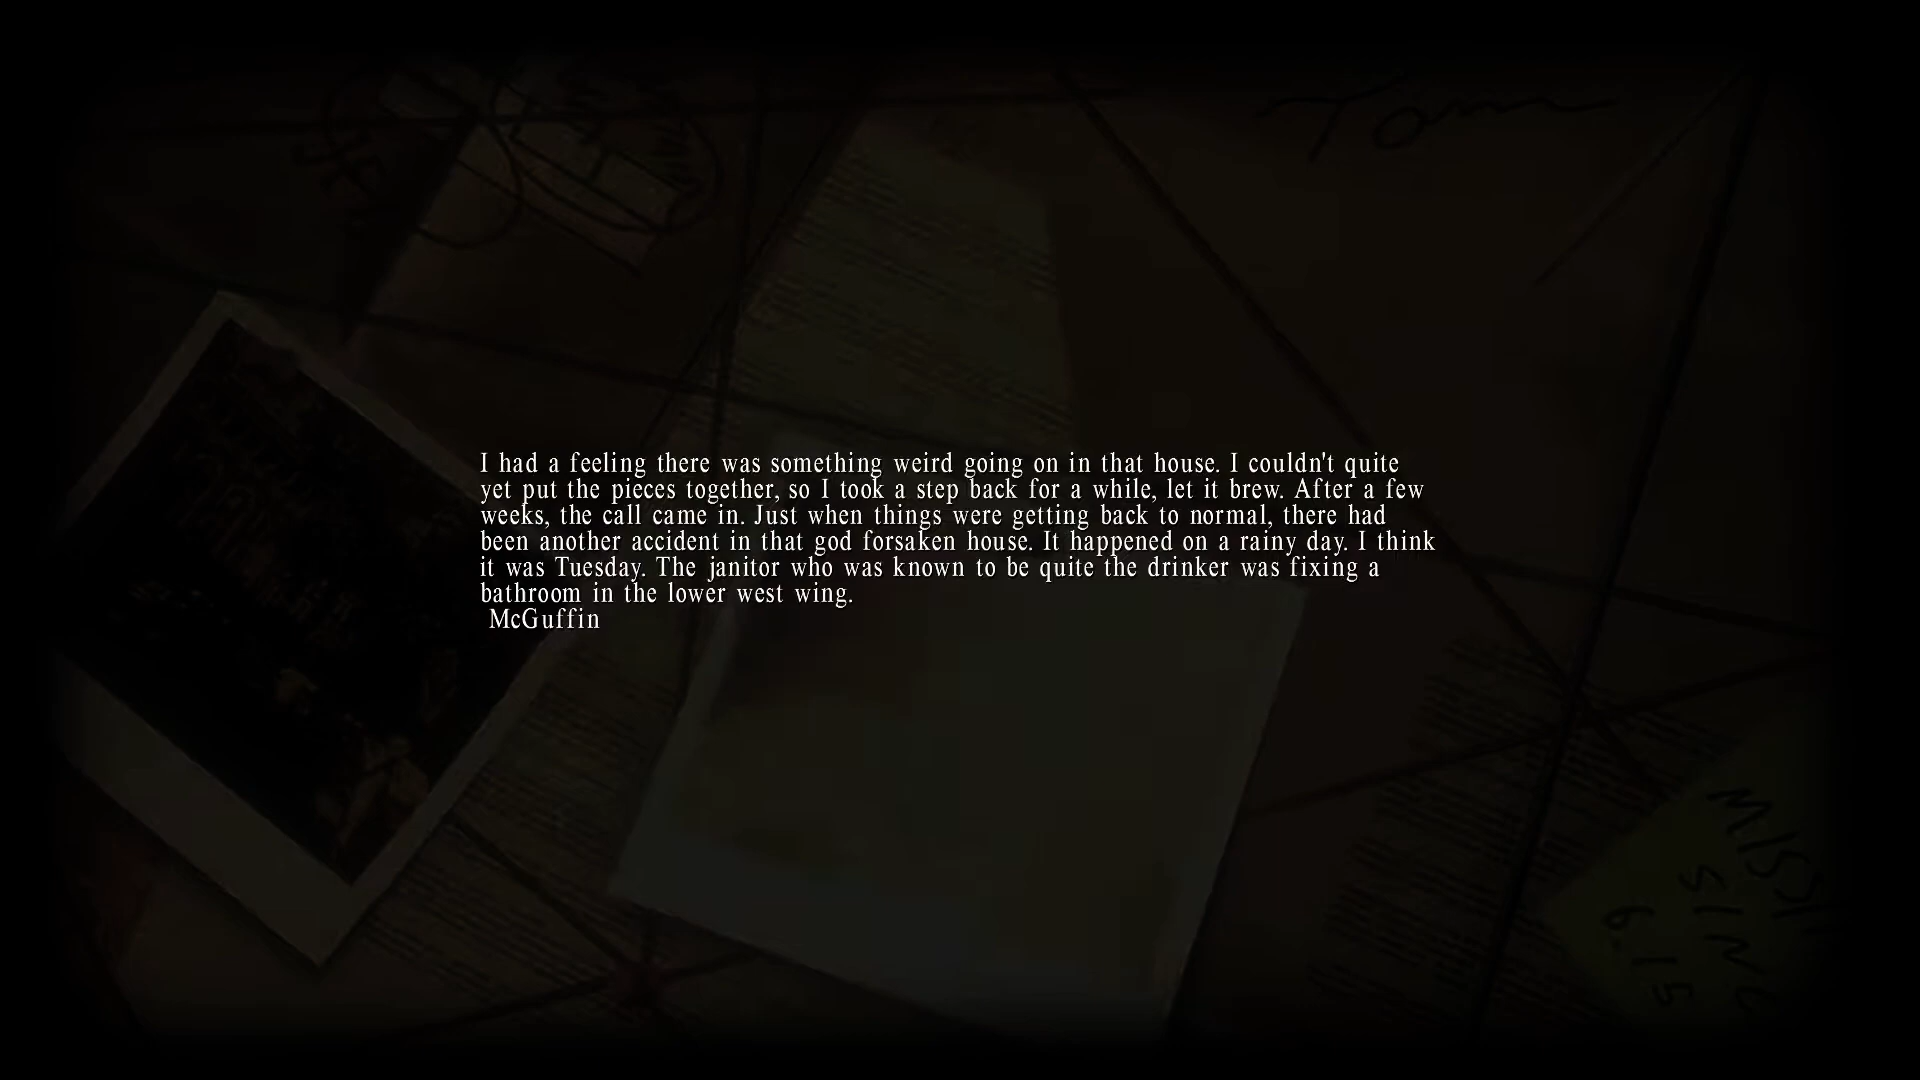 Tom
I had a feeling there was something weird going on in that house. I couldn't quite
yet put the pieces together, so I took a step back for a while, let it brew. After a few
weeks, the call came in. Just when things were getting back to normal, there had
been another accident in that god forsaken house. It happened on a rainy day. I think
it was Tuesday. The janitor who was known to be quite the drinker was fixing a
bathroom in the lower west wing.
McGuffin